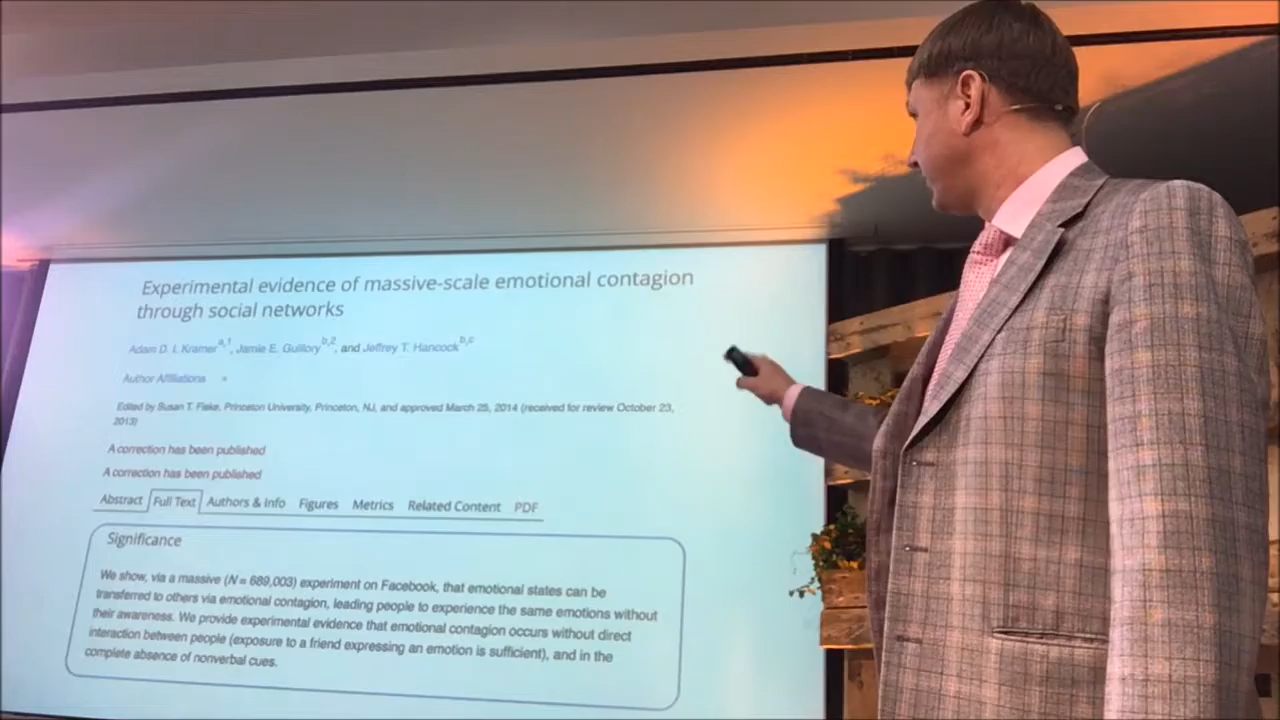 Experimental evidence of massive-scale emotional contagion
through social networks
Adam D. I. Kramer a,1, Jamie E. Guillory b,2, and Jeffrey T. Hancock b,c
Author Affiliations
Edited by Susan T. Fiske, Princeton University, Princeton, NJ, and approved March 25, 2014 (received for review October 23,
2013)
A correction has been published
A correction has been published
Abstract Full Text Authors & Info Figures Metrics Related Content PDF
Significance
We show, via a massive (N = 689,003) experiment on Facebook, that emotional states can be
transferred to others via emotional contagion, leading people to experience the same emotions without
their awareness. We provide experimental evidence that emotional contagion occurs without direct
interaction between people (exposure to a friend expressing an emotion is sufficient), and in the
complete absence of nonverbal cues.